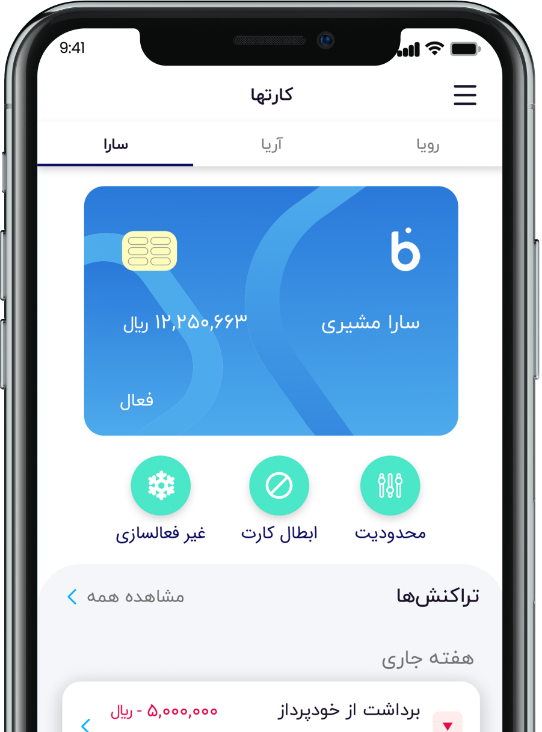 9:41
کارتها
رویا
آریا
سارا
سارا مشیری
۱۲,۲۵۰,۶۶۳ ریال
فعال
محدودیت
ابطال کارت
غیر فعالسازی
تراکنش‌ها
مشاهده همه
هفته جاری
برداشت از خودپرداز
۵,۰۰۰,۰۰۰ - ریال